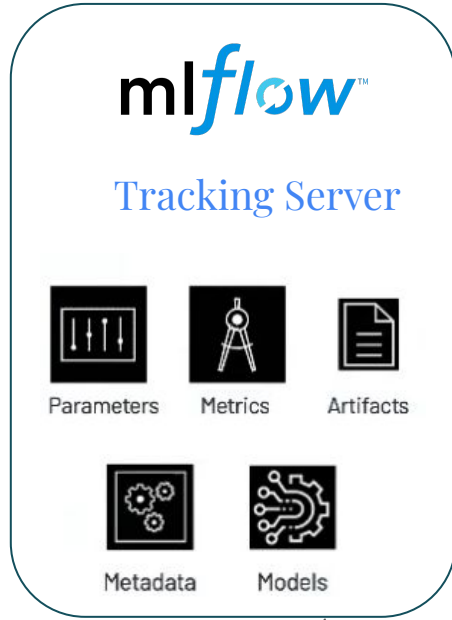 mlflow™
Tracking Server
Parameters Metrics Artifacts
Metadata Models